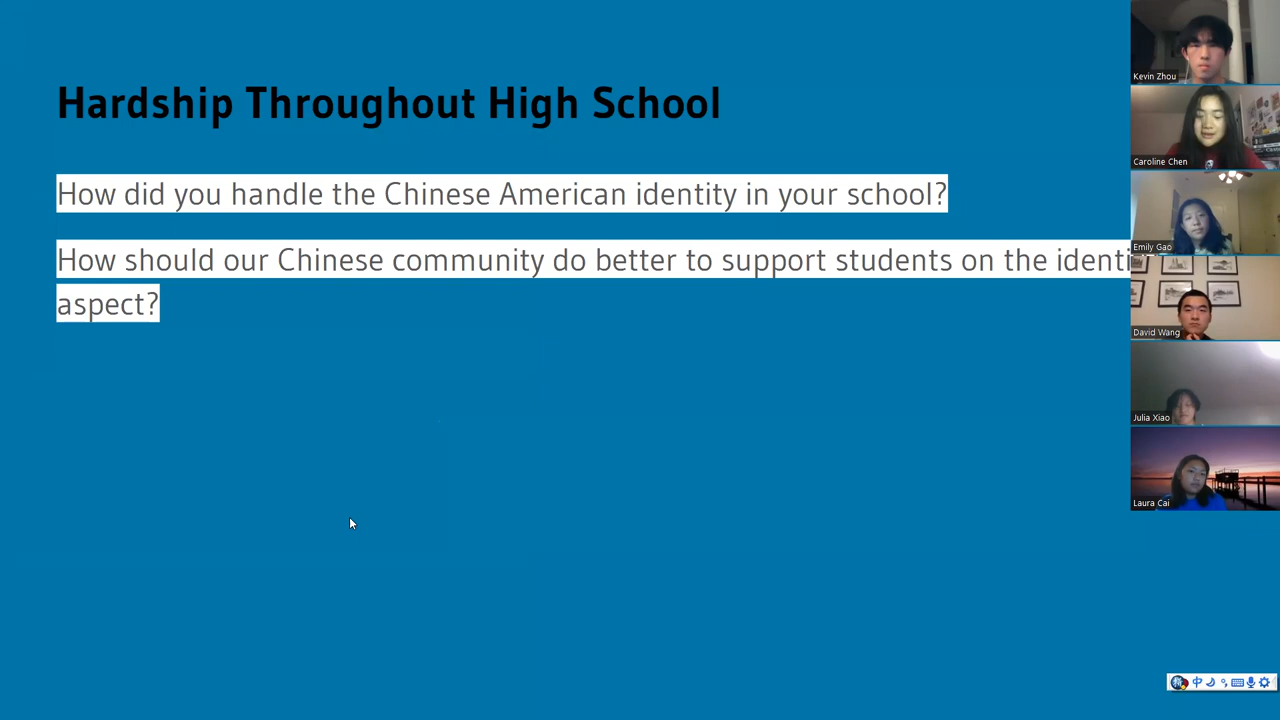 Hardship Throughout High School
How did you handle the Chinese American identity in your school?
How should our Chinese community do better to support students on the identi
aspect?
Kevin Zhou
Caroline Chen
Emily Gao
David Wang
Julia Xiao
Laura Cai
中